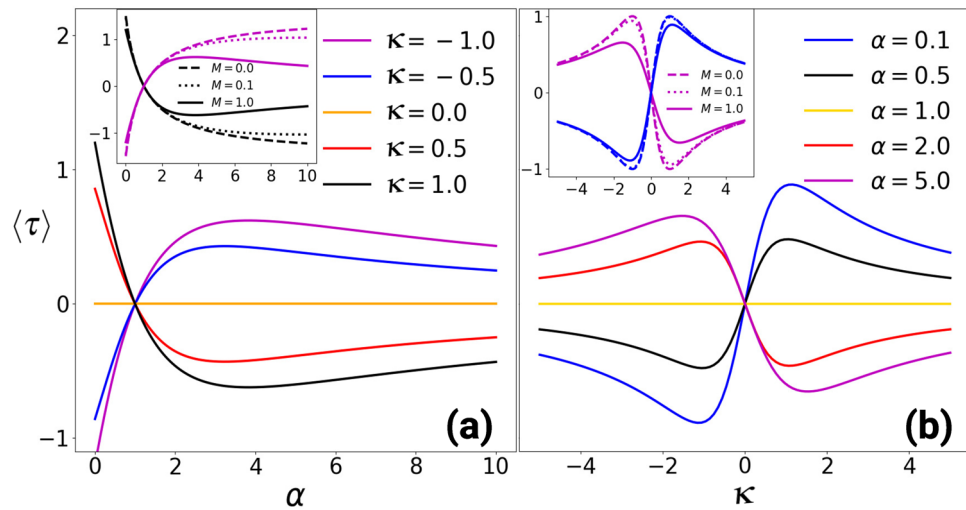 2
1
0
−1
⟨τ⟩
1
0
−1
0 2 4 6 8 10
M = 0.0
M = 0.1
M = 1.0
κ = − 1.0
κ = − 0.5
κ = 0.0
κ = 0.5
κ = 1.0
(a)
0 2 4 6 8 10
α
1
0
−1
−4 −2 0 2 4
M = 0.0
M = 0.1
M = 1.0
α = 0.1
α = 0.5
α = 1.0
α = 2.0
α = 5.0
(b)
−4 −2 0 2 4
κ